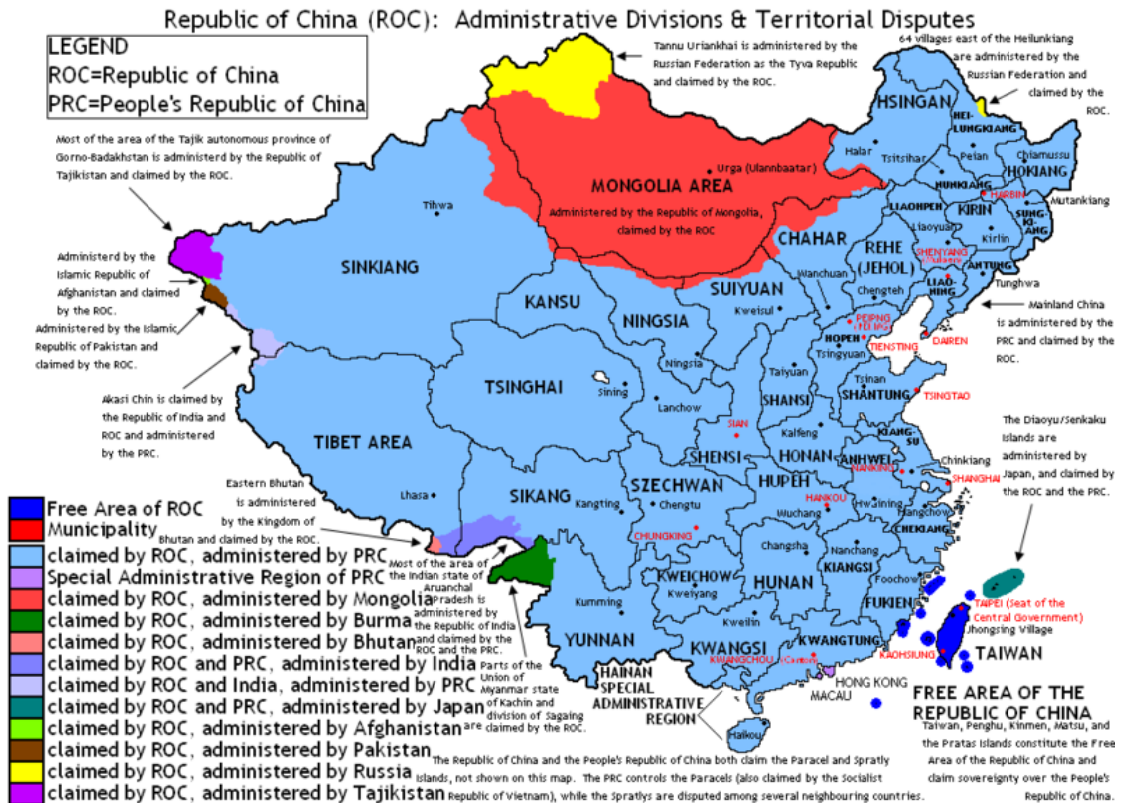 Republic of China (ROC): Administrative Divisions & Territorial Disputes
LEGEND
ROC=Republic of China
PRC=People's Republic of China
Tannu Uriankhai is administered by the
Russian Federation as the Tyva Republic
and claimed by the ROC.
64 villages east of the Heilunkiang
are administered by the
Russian Federation and
claimed by the
ROC.
Most of the area of the Tajik autonomous province of
Gorno-Badakhstan is administerd by the Republic of
Tajikistan and claimed by the ROC.
Administerd by the
Islamic Republic of
Afghanistan and claimed
by the ROC.
Administered by the Islamic
Republic of Pakistan and
claimed by the ROC.
Akasi Chin is claimed by
the Republic of India and
ROC and administered
by the PRC.
Eastern Bhutan
is administered
by the Kingdom of
Bhutan and claimed by the ROC.
Most of the area of
the Indian state of
Aruanchal
Pradesh is
administered by
the Republic of India
and claimed by the
ROC and the PRC.
Parts of the
Union of
Myanmar state
of Kachin and
division of Sagaing
are claimed by the ROC.
HSINGAN
HEI-
LUNGKIANG
Halar
Tsitsihar
Peian
Chiamussu
HOKIANG
NUNKIANG
HARBIN
Mutankiang
Urga (Ulannbaatar)
MONGOLIA AREA
Administered by the Republic of Mongolia,
claimed by the ROC
LIAOHPEH
KIRIN
SUNG-
KI-
ANG
Liaoyuan
Kirlin
Tihwa
SINKIANG
CHAHAR
REHE
(JEHOL)
SHENYANG
ANTUNG
LIAO-
NING
Tunghwa
Wanchuan
Chengteh
SUIYUAN
Kweisul
KANSU
NINGSIA
PEIPNG
HOPEH
TIENSTING
Tsingyuan
DAIREN
Mainland China
is administered by the
PRC and claimed by the
ROC.
Ningsia
Taiyuan
Tsinan
SHANTUNG
TSINGTAO
TSINGHAI
Sining
Lanchow
SHANSI
SIAN
Kalfeng
KIANG-
SU
TIBET AREA
SHENSI
HONAN
ANHWEI
NANKING
Chinkiang
SHANGHAI
The Diaoyu/Senkaku
Islands are
administered by
Japan, and claimed by
the ROC and the PRC.
Lhasa
SIKANG
Kangting
SZECHWAN
Chengtu
HUPEH
HANKOU
Wuchang
Hwaining
Hangchow
CHEKIANG
CHUNGKING
Changsha
Nanchang
KIANGSI
KWEICHOW
Kweiyang
HUNAN
Foochow
FUKIEN
Kumming
YUNNAN
Kweilin
KWANGSI
KWANGTUNG
KWANGCHOU (Canton)
TAIPEI (Seat of the
Central Government)
Jhongsing Village
KAOHSIUNG
TAIWAN
HAINAN
SPECIAL
ADMINISTRATIVE
REGION
HONG KONG
MACAU
Haikou
FREE AREA OF THE
REPUBLIC OF CHINA
Taiwan, Penghu, Kinmen, Matsu, and
the Pratas Islands constitute the Free
Area of the Republic of China and
claim sovereignty over the People's
Republic of China.
Free Area of ROC
Municipality
claimed by ROC, administered by PRC
Special Administrative Region of PRC
claimed by ROC, administered by Mongolia
claimed by ROC, administered by Burma
claimed by ROC, administered by Bhutan
claimed by ROC and PRC, administered by India
claimed by ROC and India, administered by PRC
claimed by ROC and PRC, administered by Japan
claimed by ROC, administered by Afghanistan
claimed by ROC, administered by Pakistan
claimed by ROC, administered by Russia
claimed by ROC, administered by Tajikistan
The Republic of China and the People's Republic of China both claim the Paracel and Spratly
Islands, not shown on this map. The PRC controls the Paracels (also claimed by the Socialist
Republic of Vietnam), while the Spratlys are disputed among several neighbouring countries.